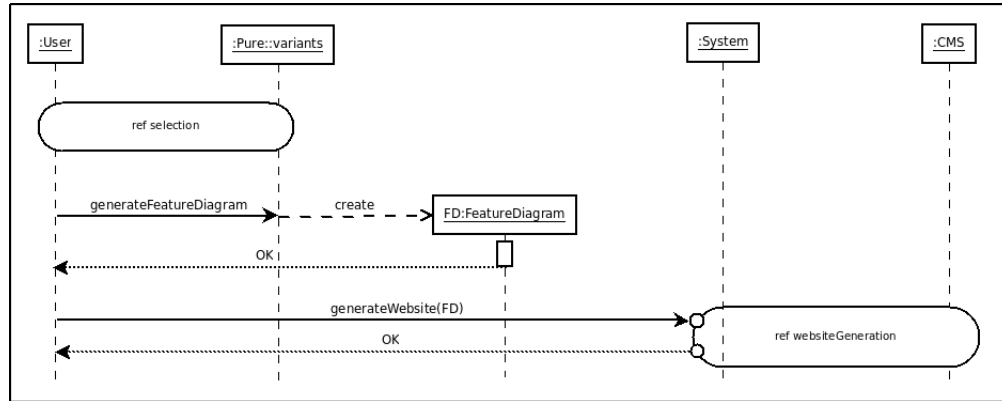 :User
:Pure::variants
:System
:CMS
ref selection
generateFeatureDiagram
create
FD:FeatureDiagram
OK
generateWebsite(FD)
ref websiteGeneration
OK